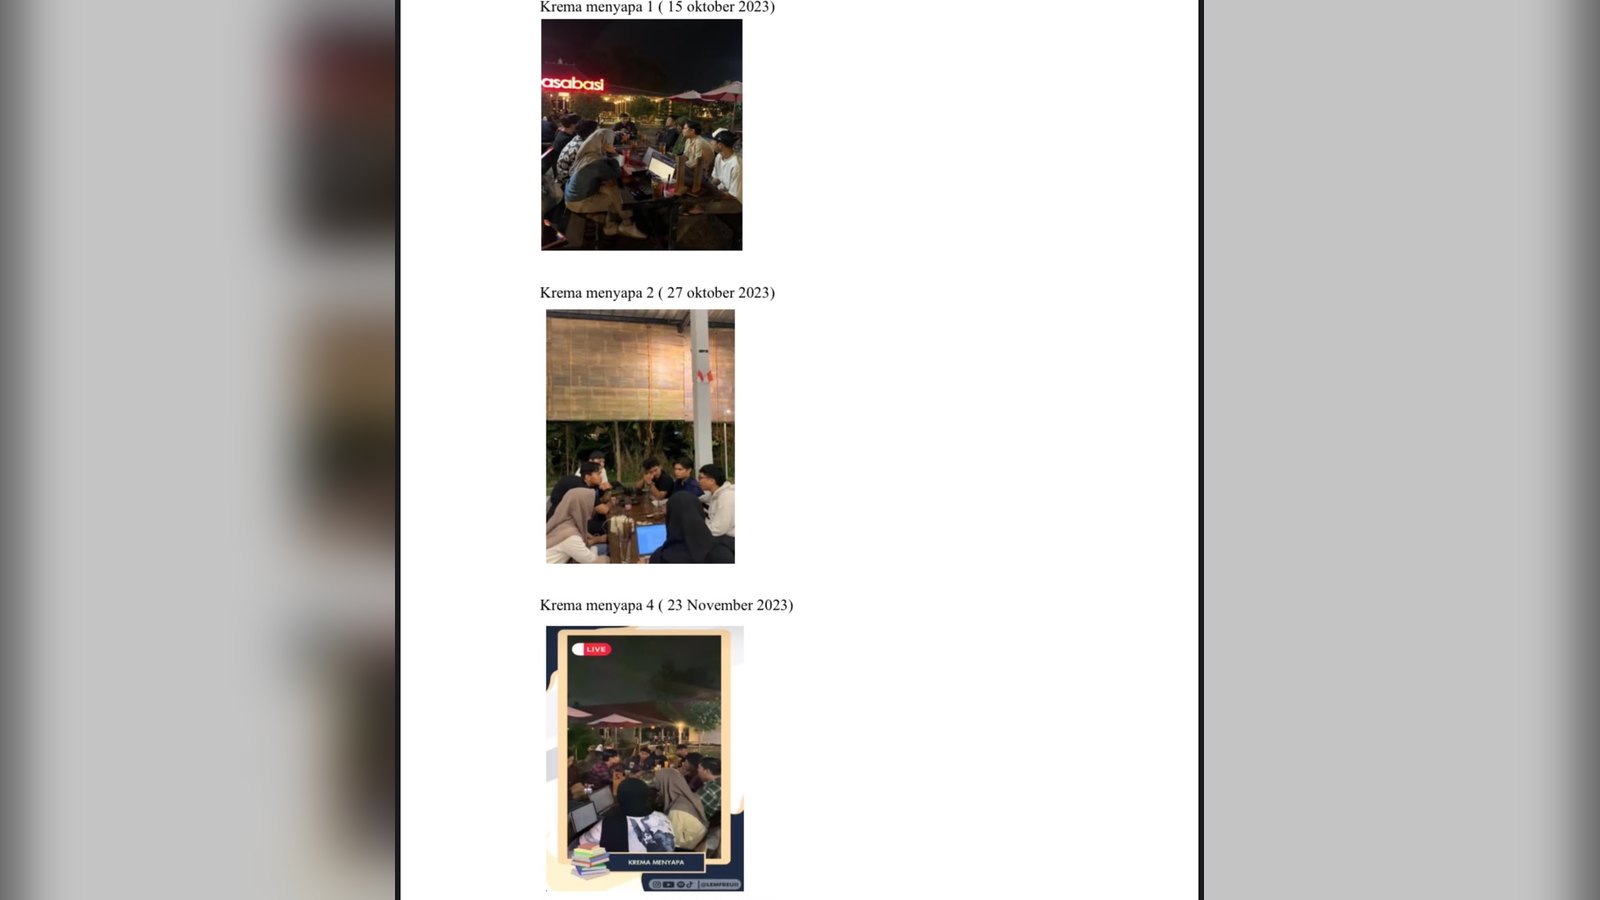 Krema menyapa 1 ( 15 oktober 2023)
asabasi
Krema menyapa 2 ( 27 oktober 2023)
Krema menyapa 4 ( 23 November 2023)
LIVE
KREMA MENYAPA
@LEMFREUD